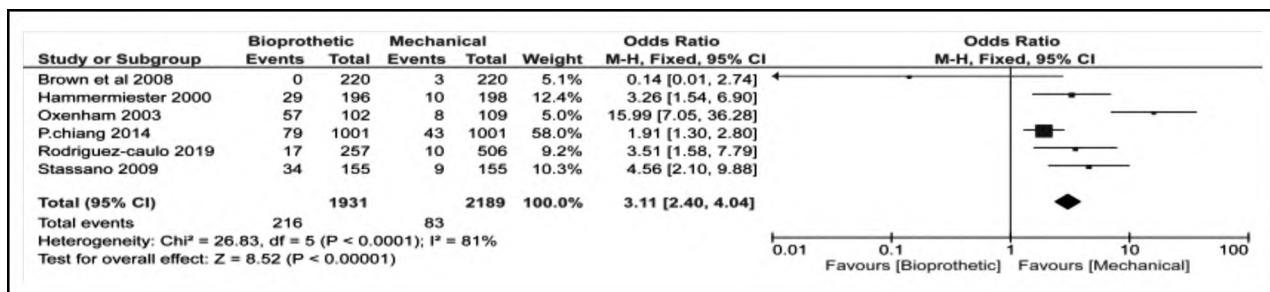 Bioprothetic Mechanical Odds Ratio Odds Ratio
Study or Subgroup Events Total Events Total Weight M-H, Fixed, 95% CI M-H, Fixed, 95% CI
Brown et al 2008 0 220 3 220 5.1% 0.14 [0.01, 2.74]
Hammermiester 2000 29 196 10 198 12.4% 3.26 [1.54, 6.90]
Oxenham 2003 57 102 8 109 5.0% 15.99 [7.05, 36.28]
P.chiang 2014 79 1001 43 1001 58.0% 1.91 [1.30, 2.80]
Rodriguez-caulo 2019 17 257 10 506 9.2% 3.51 [1.58, 7.79]
Stassano 2009 34 155 9 155 10.3% 4.56 [2.10, 9.88]
Total (95% CI) 1931 2189 100.0% 3.11 [2.40, 4.04]
Total events 216 83
Heterogeneity: Chi² = 26.83, df = 5 (P < 0.0001); I² = 81%
Test for overall effect: Z = 8.52 (P < 0.00001)
0.01 0.1 1 10 100
Favours [Bioprothetic] Favours [Mechanical]